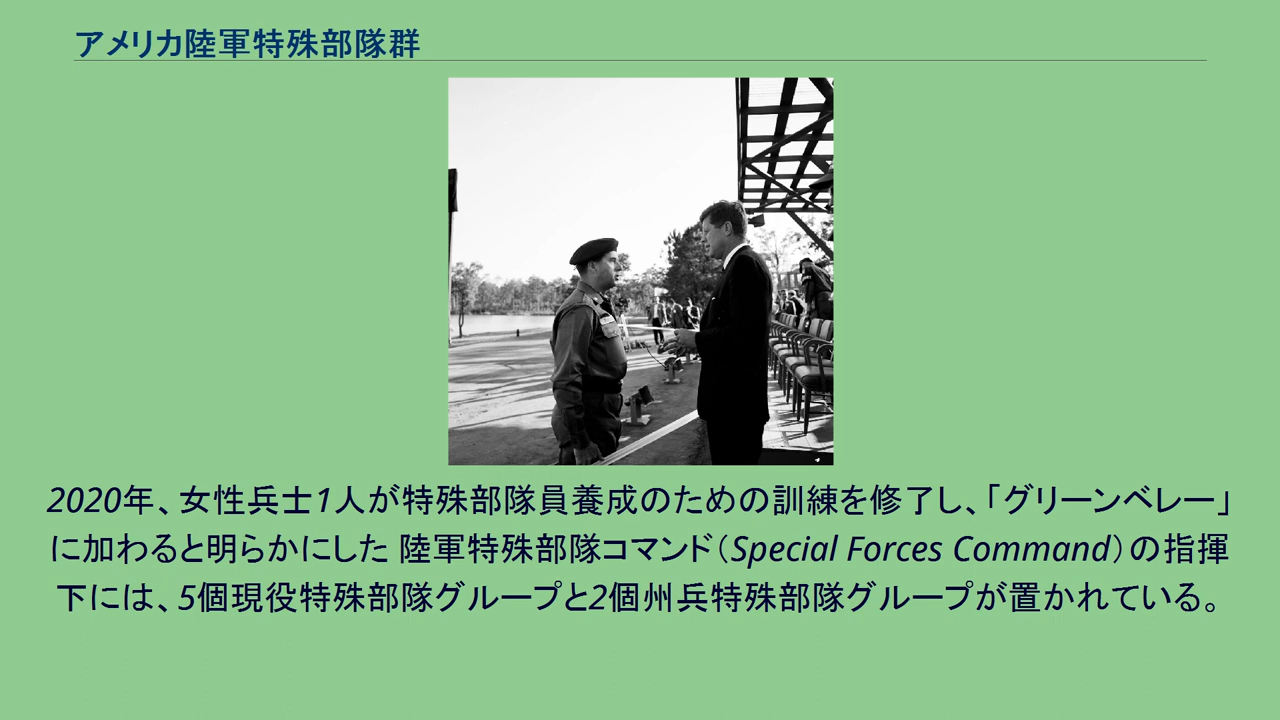 アメリカ陸軍特殊部隊群
2020年、女性兵士1人が特殊部隊員養成のための訓練を修了し、「グリーンベレー」
に加わると明らかにした 陸軍特殊部隊コマンド（Special Forces Command）の指揮
下には、5個現役特殊部隊グループと2個州兵特殊部隊グループが置かれている。